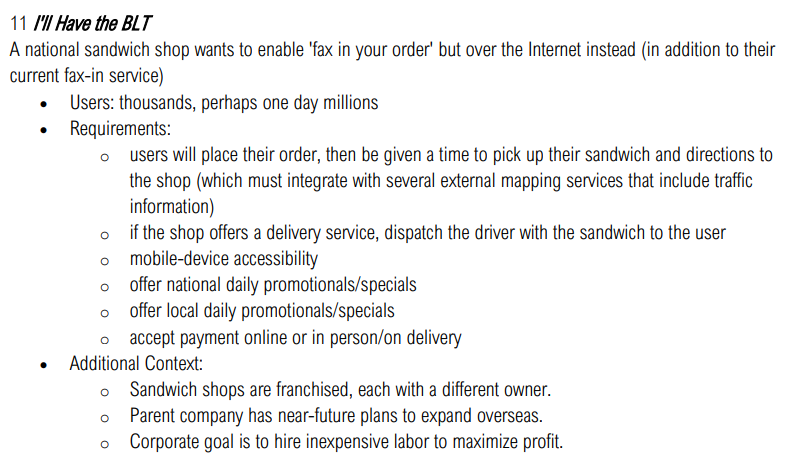 11 I'll Have the BLT
A national sandwich shop wants to enable 'fax in your order' but over the Internet instead (in addition to their
current fax-in service)
• Users: thousands, perhaps one day millions
• Requirements:
o users will place their order, then be given a time to pick up their sandwich and directions to
the shop (which must integrate with several external mapping services that include traffic
information)
o if the shop offers a delivery service, dispatch the driver with the sandwich to the user
o mobile-device accessibility
o offer national daily promotionals/specials
o offer local daily promotionals/specials
o accept payment online or in person/on delivery
• Additional Context:
o Sandwich shops are franchised, each with a different owner.
o Parent company has near-future plans to expand overseas.
o Corporate goal is to hire inexpensive labor to maximize profit.